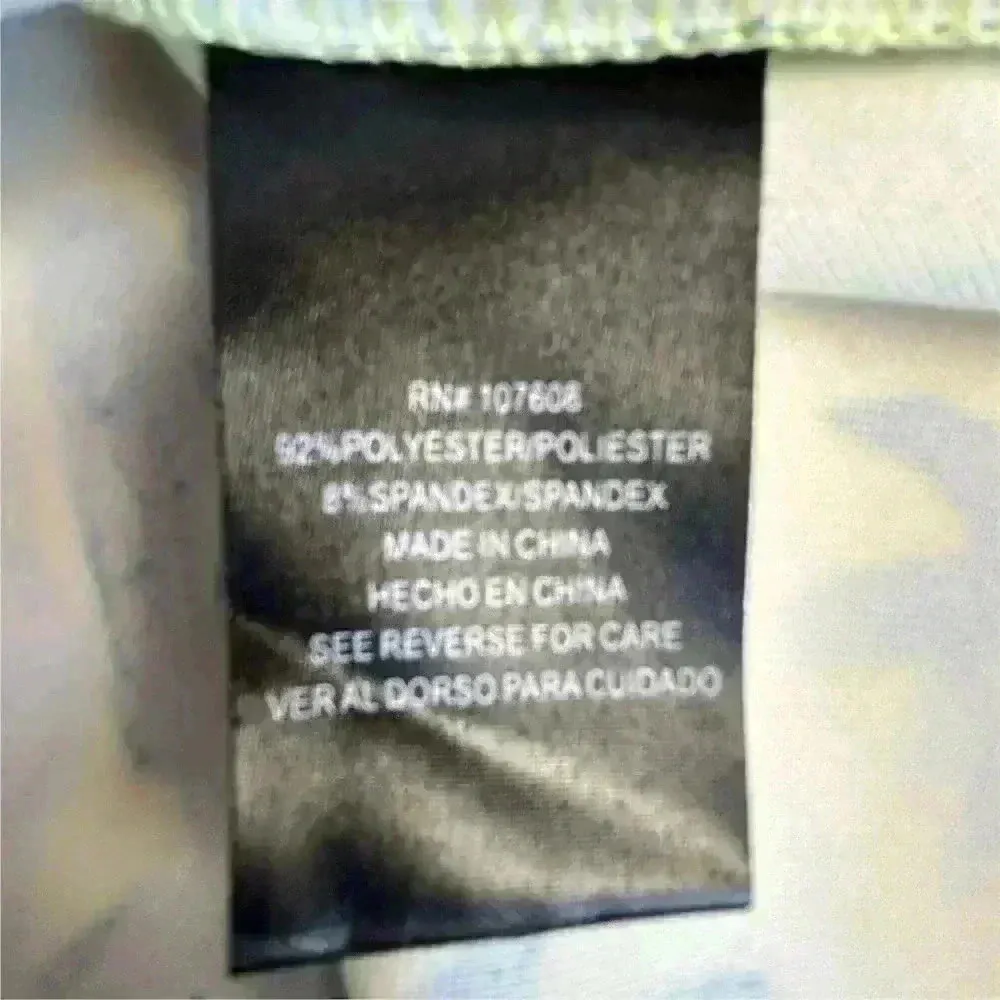 RN# 107608
92%POLYESTER/POLIESTER
8%SPANDEX/SPANDEX
MADE IN CHINA
HECHO EN CHINA
SEE REVERSE FOR CARE
VER AL DORSO PARA CUIDADO